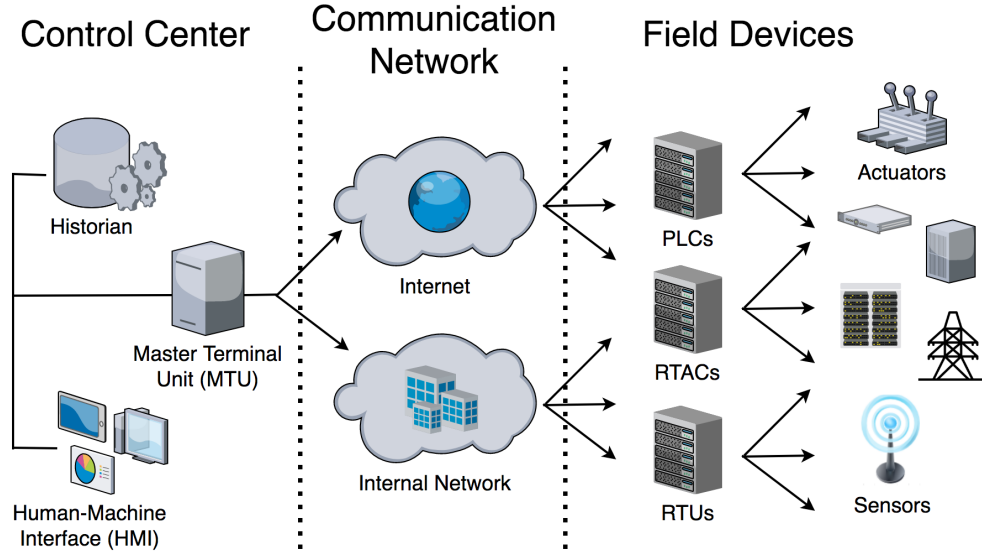 Control Center
Communication
Network
Field Devices
Historian
Master Terminal
Unit (MTU)
Human-Machine
Interface (HMI)
Internet
Internal Network
PLCs
RTACs
RTUs
Actuators
Sensors